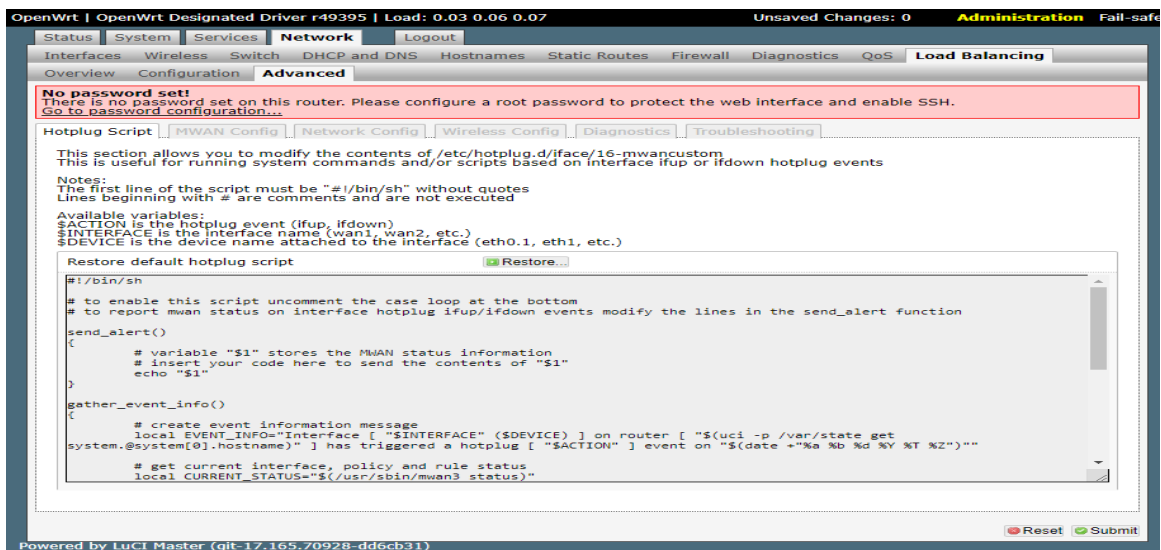 OpenWrt | OpenWrt Designated Driver r49395 | Load: 0.03 0.06 0.07 Unsaved Changes: 0 Administration Fail-safe
Status System Services Network Logout
Interfaces Wireless Switch DHCP and DNS Hostnames Static Routes Firewall Diagnostics QoS Load Balancing
Overview Configuration Advanced
No password set!
There is no password set on this router. Please configure a root password to protect the web interface and enable SSH.
Go to password configuration...
Hotplug Script MWAN Config Network Config Wireless Config Diagnostics Troubleshooting
This section allows you to modify the contents of /etc/hotplug.d/iface/16-mwancustom
This is useful for running system commands and/or scripts based on interface ifup or ifdown hotplug events
Notes:
The first line of the script must be "#!/bin/sh" without quotes
Lines beginning with # are comments and are not executed
Available variables:
$ACTION is the hotplug event (ifup, ifdown)
$INTERFACE is the interface name (wan1, wan2, etc.)
$DEVICE is the device name attached to the interface (eth0.1, eth1, etc.)
Restore default hotplug script Restore...
#!/bin/sh
# to enable this script uncomment the case loop at the bottom
# to report mwan status on interface hotplug ifup/ifdown events modify the lines in the send_alert function
send_alert()
{
# variable "$1" stores the MWAN status information
# insert your code here to send the contents of "$1"
echo "$1"
}
gather_event_info()
{
# create event information message
local EVENT_INFO="Interface [ "$INTERFACE" ($DEVICE) ] on router [ "$(uci -p /var/state get
system.@system[0].hostname)" ] has triggered a hotplug [ "$ACTION" ] event on "$(date +"%a %b %d %Y %T %Z")""
# get current interface, policy and rule status
local CURRENT_STATUS="$(/usr/sbin/mwan3 status)"
Reset Submit
Powered by LuCI Master (git-17.165.70928-dd6cb31)